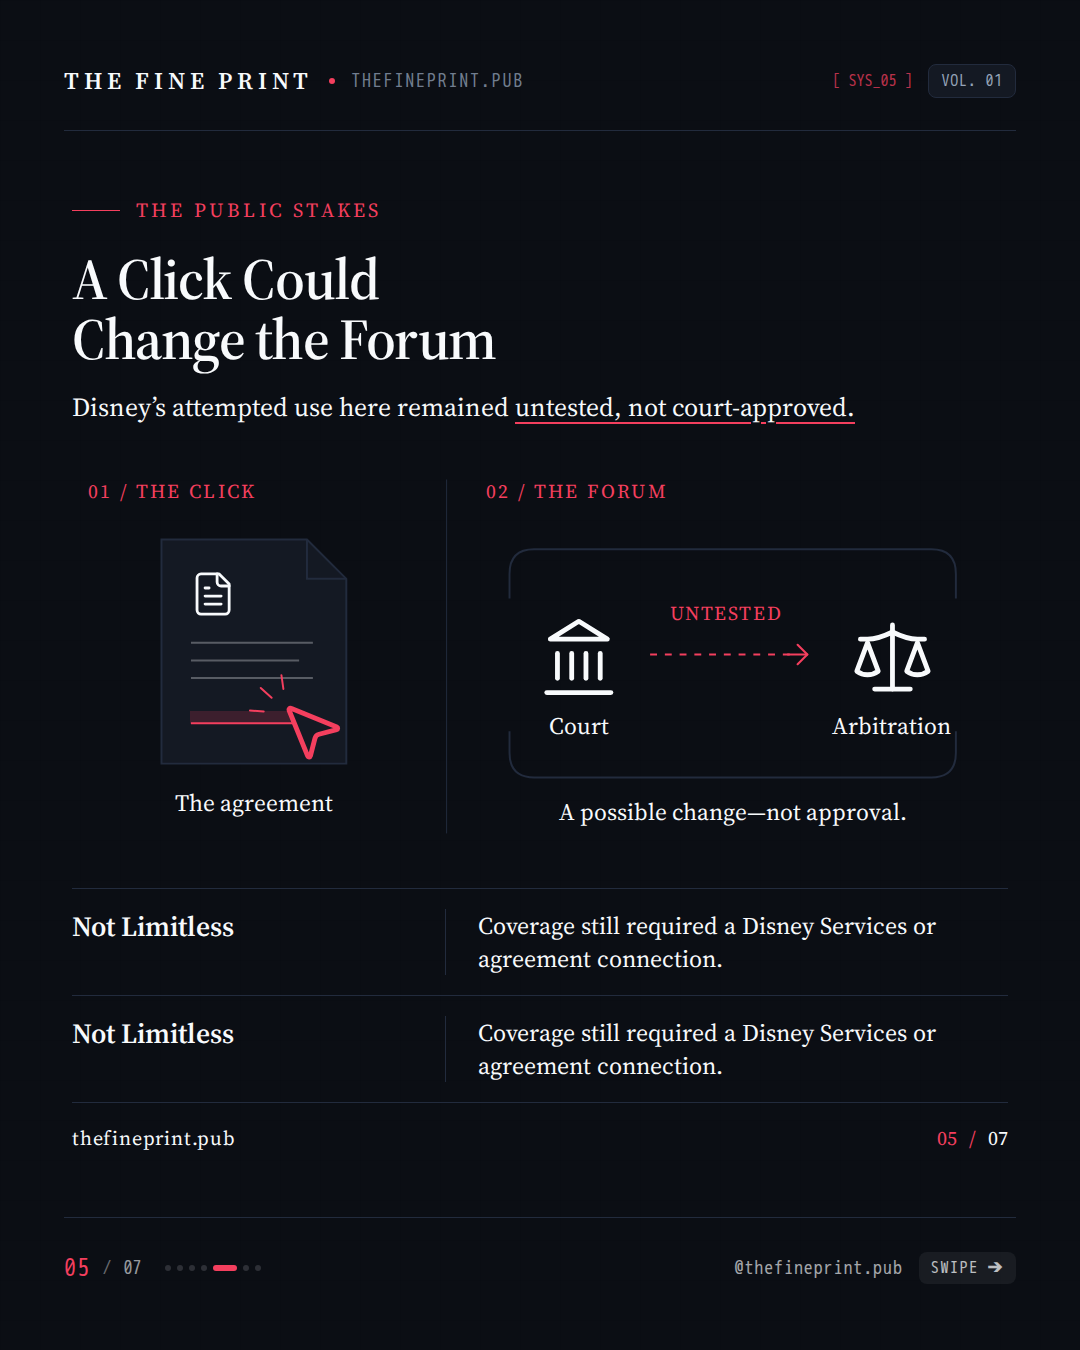 THE FINE PRINT • THEFINEPRINT.PUB
[ SYS_05 ] VOL. 01
THE PUBLIC STAKES
A Click Could
Change the Forum
Disney’s attempted use here remained untested, not court-approved.
01 / THE CLICK
The agreement
02 / THE FORUM
UNTESTED
Court
Arbitration
A possible change—not approval.
Not Limitless
Coverage still required a Disney Services or
agreement connection.
Not Limitless
Coverage still required a Disney Services or
agreement connection.
thefineprint.pub
05 / 07
05 / 07
@thefineprint.pub
SWIPE ➔